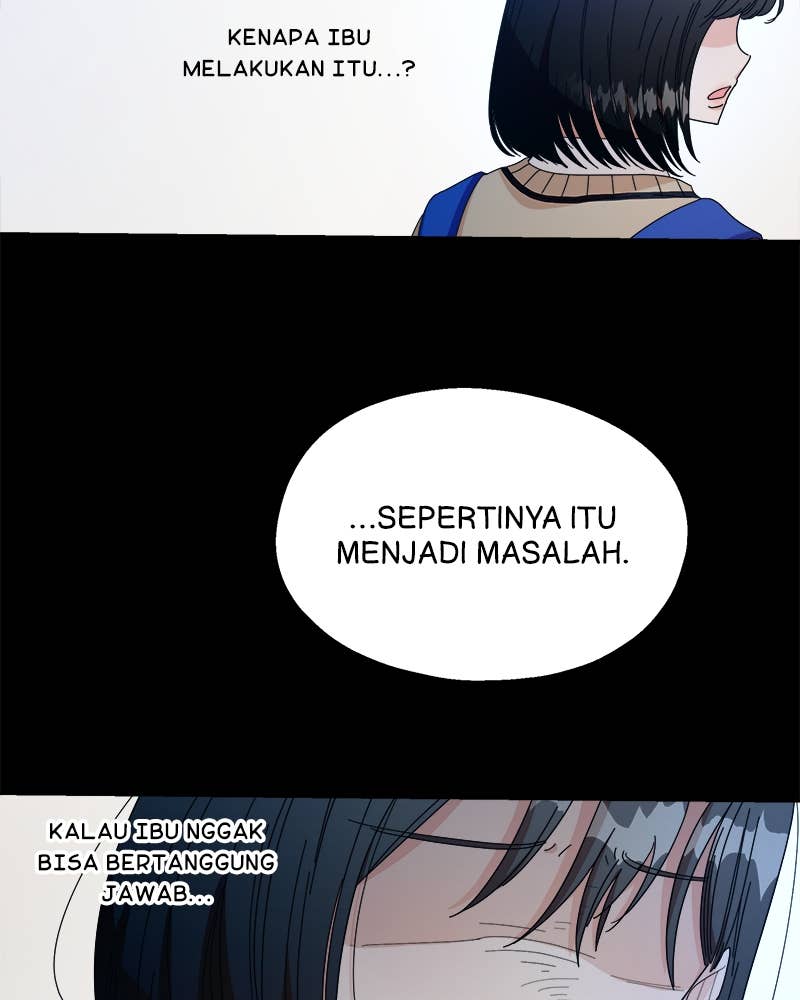 KENAPA IBU
MELAKUKAN ITU...?
...SEPERTINYA ITU
MENJADI MASALAH.
KALAU IBU NGGAK
BISA BERTANGGUNG
JAWAB...